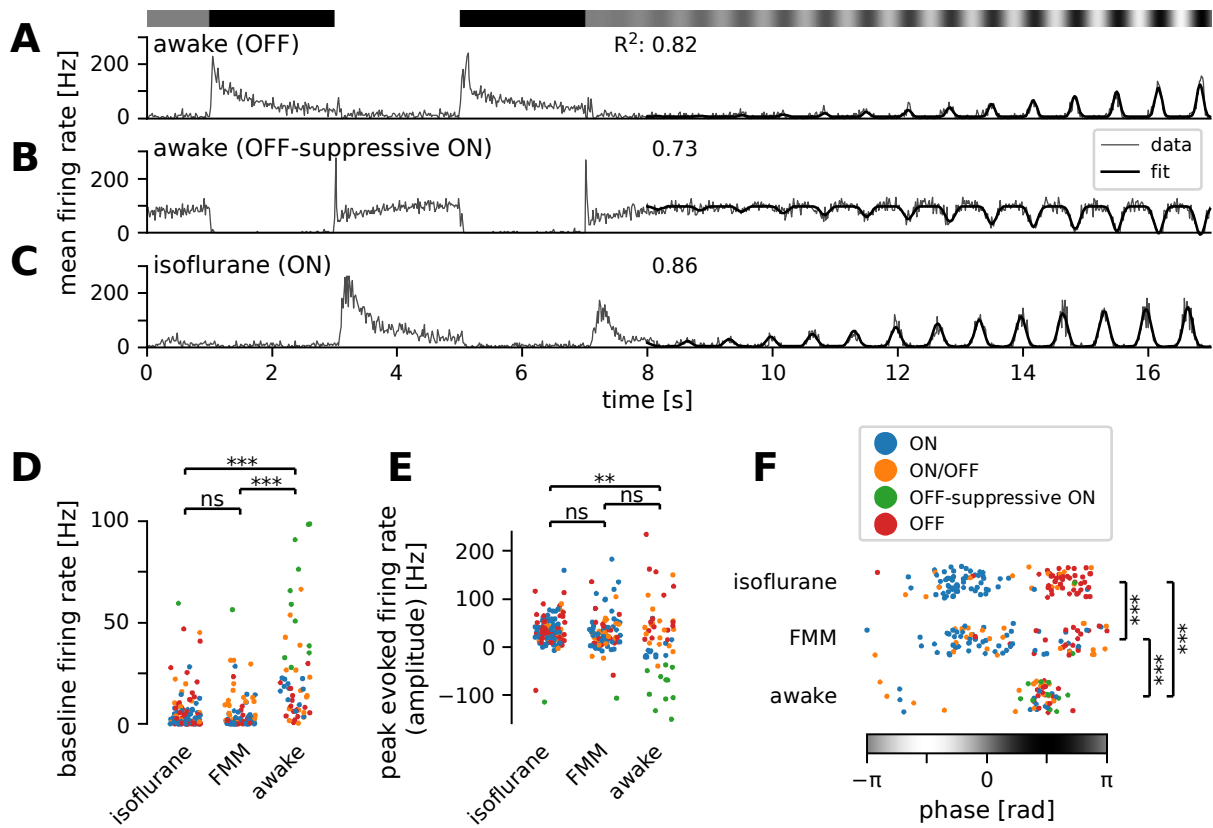 A
awake (OFF)
R²: 0.82
200
0
B
awake (OFF-suppressive ON)
0.73
data
fit
200
0
C
isoflurane (ON)
0.86
200
0
mean firing rate [Hz]
0 2 4 6 8 10 12 14 16
time [s]
D
***
ns
***
100
50
0
baseline firing rate [Hz]
isoflurane
FMM
awake
E
**
ns
ns
200
100
0
−100
peak evoked firing rate
(amplitude) [Hz]
isoflurane
FMM
awake
F
ON
ON/OFF
OFF-suppressive ON
OFF
isoflurane
FMM
awake
***
***
***
−π 0 π
phase [rad]